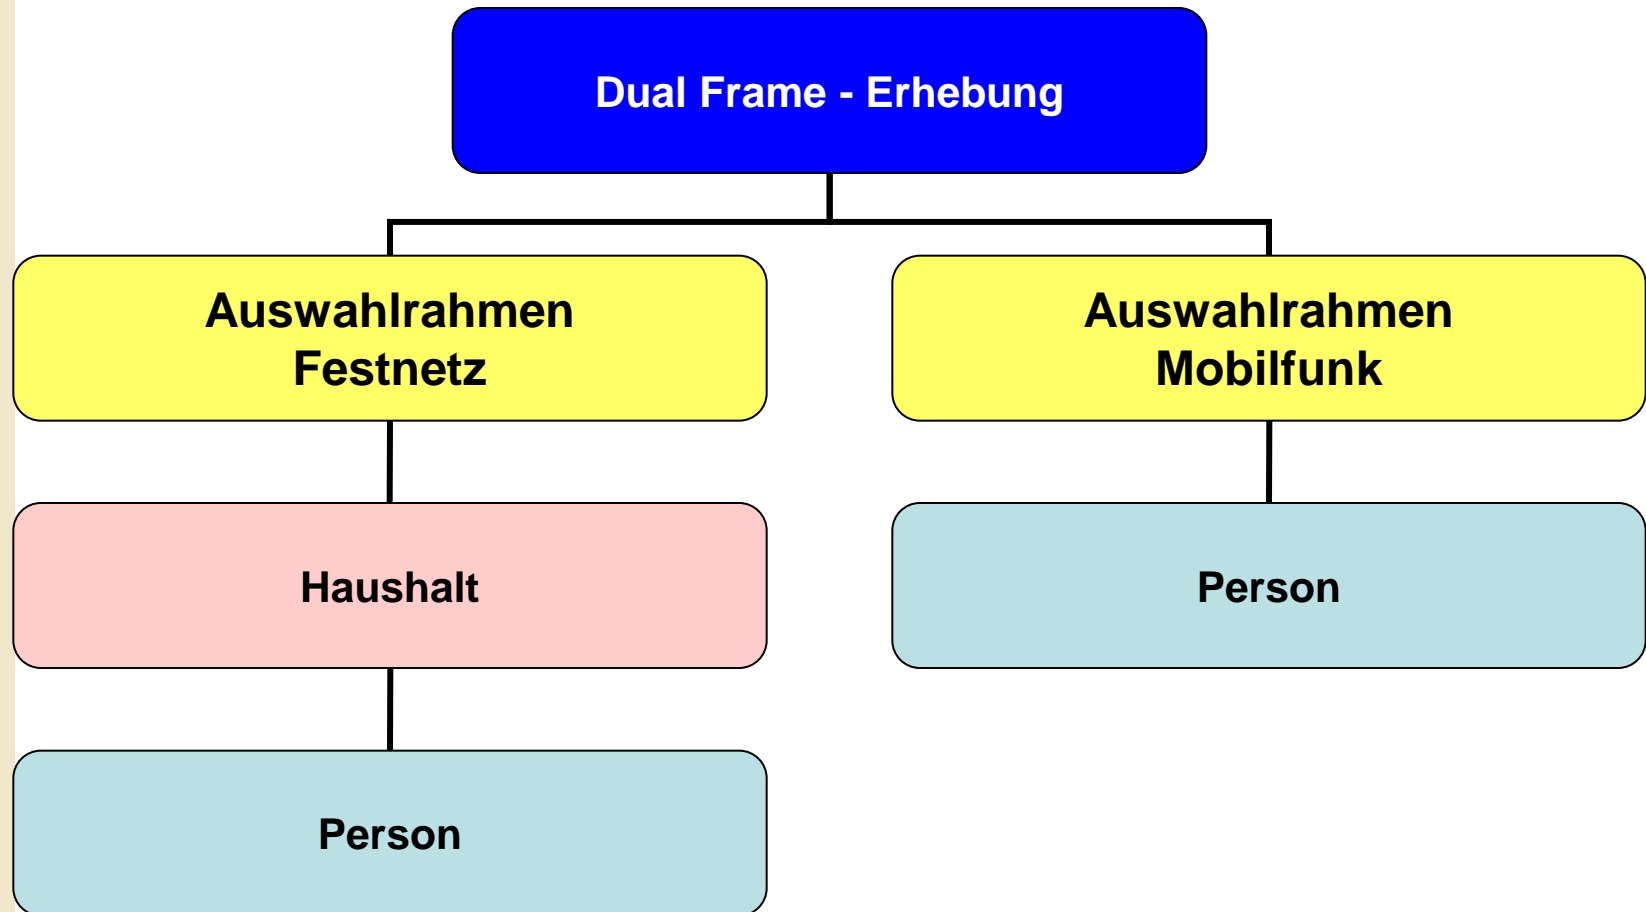 Dual Frame - Erhebung
Auswahlrahmen
Festnetz
Auswahlrahmen
Mobilfunk
Haushalt
Person
Person